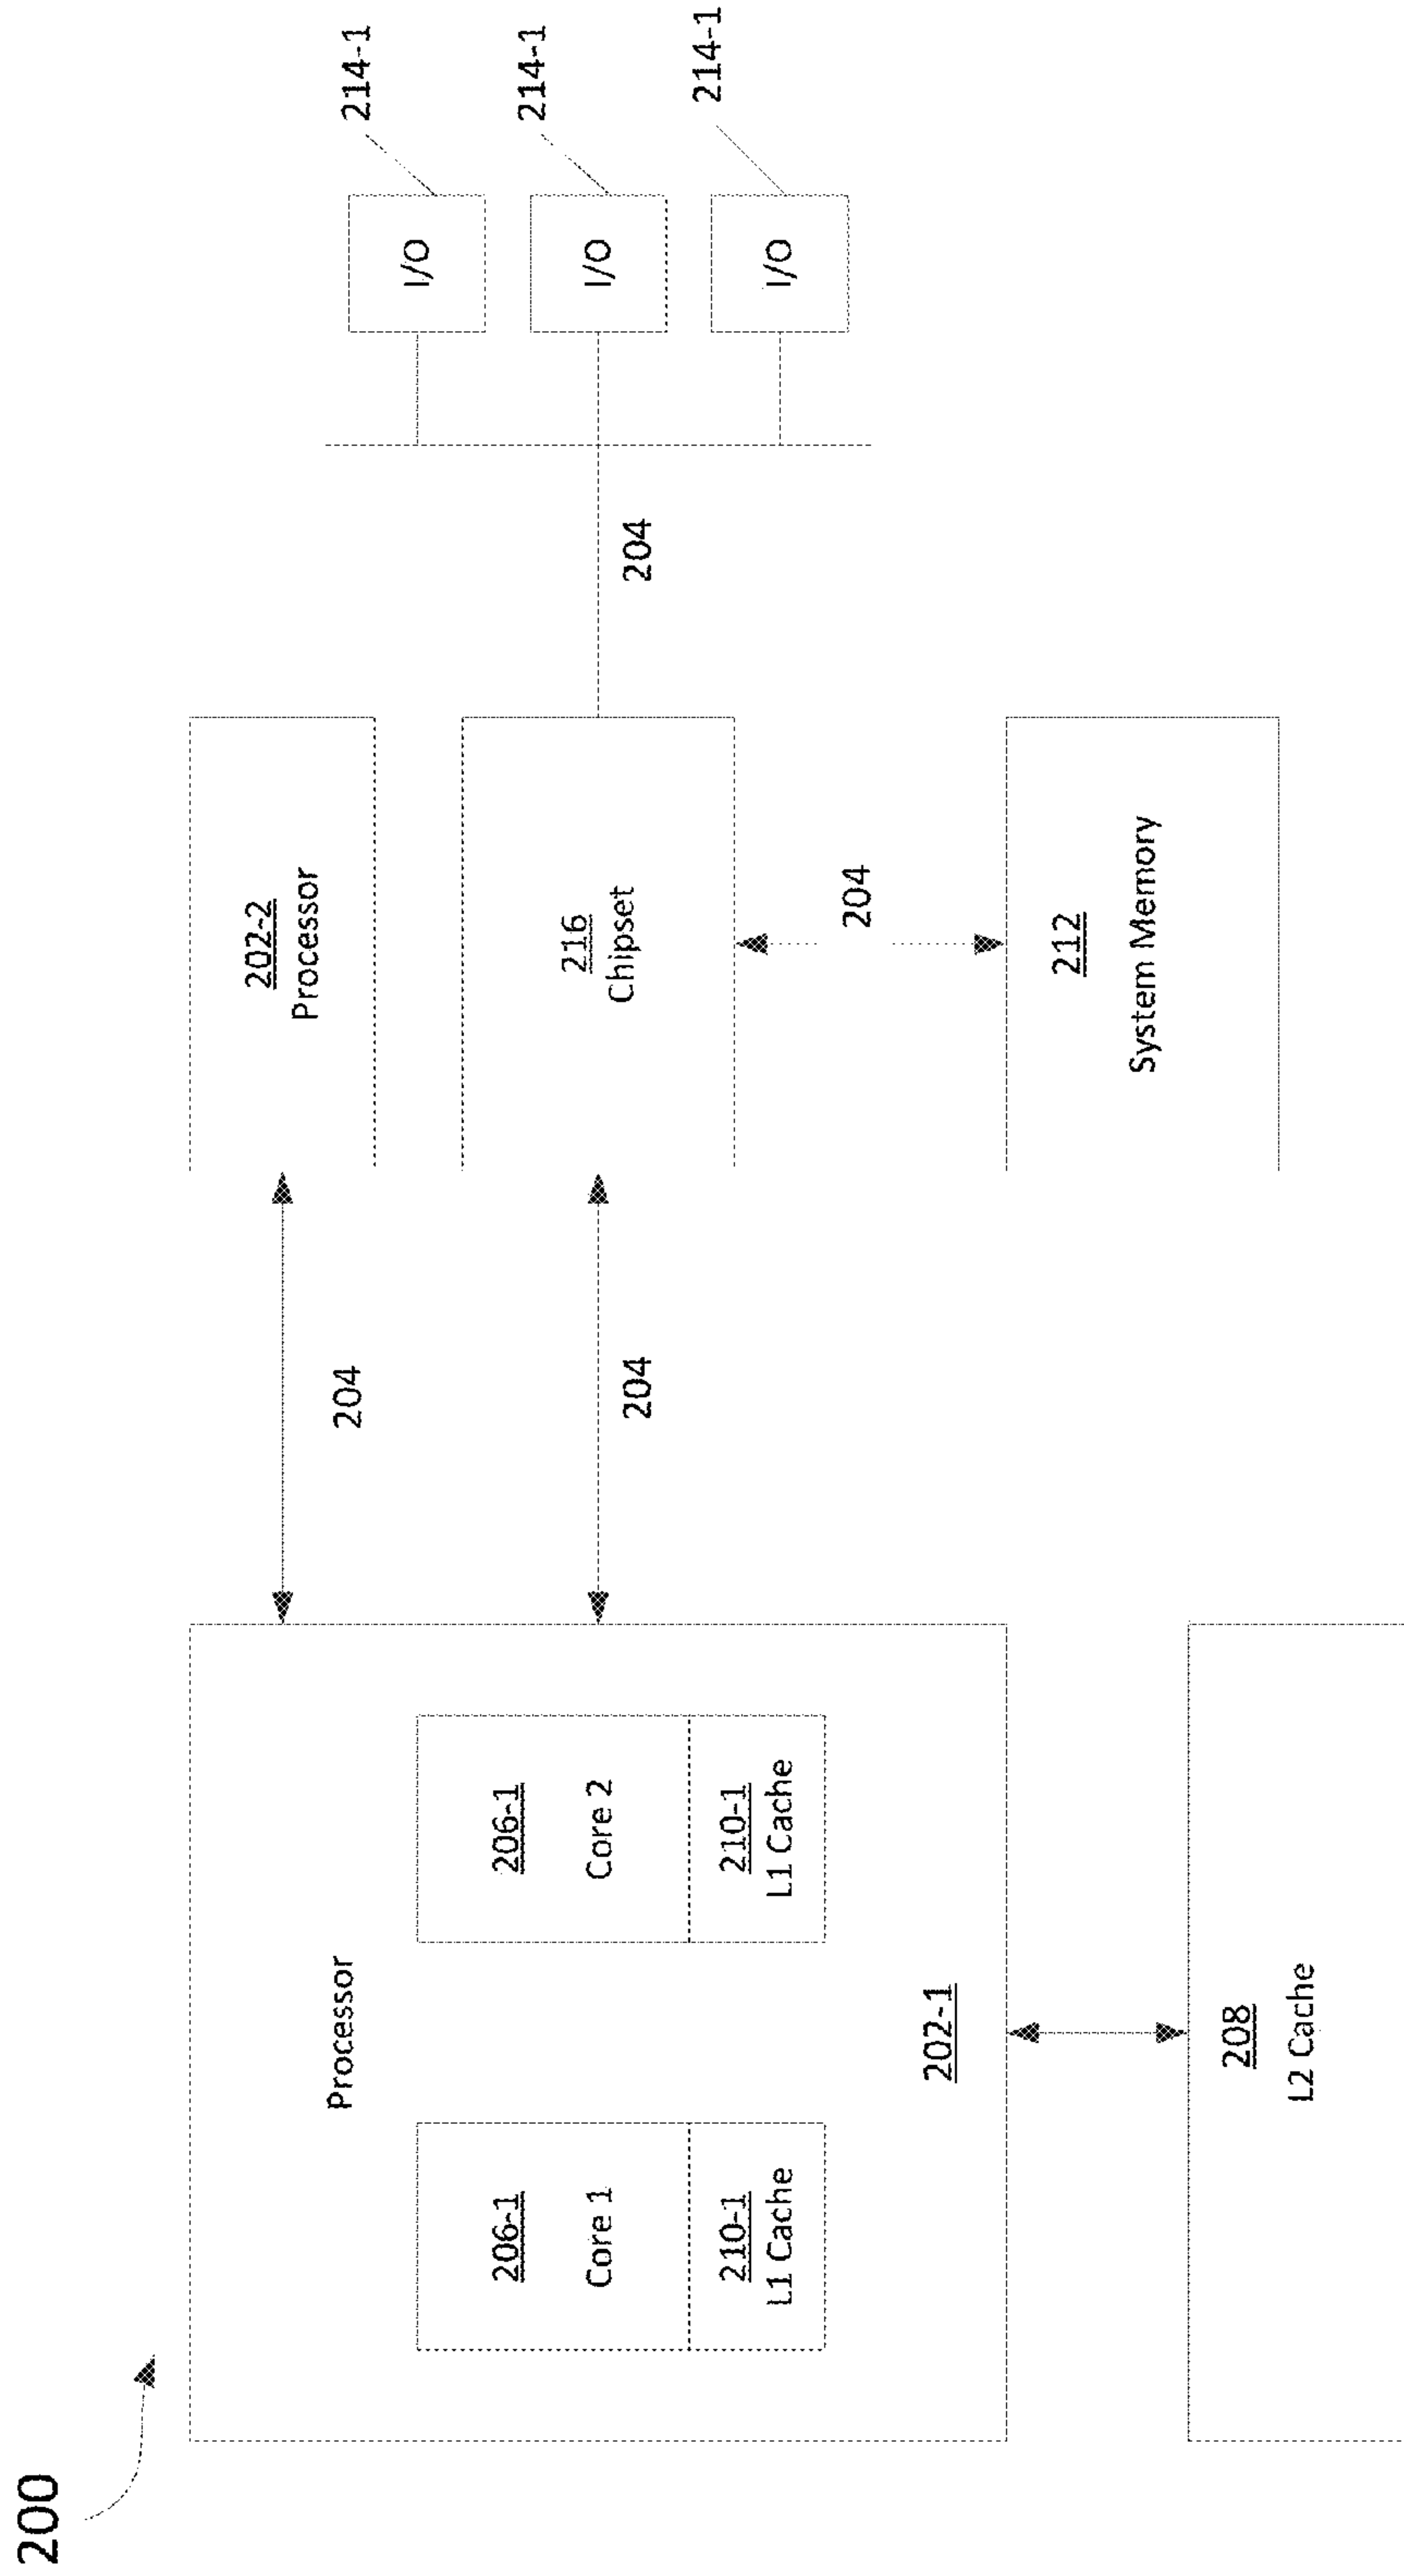 200
Processor
206-1
Core 1
210-1
L1 Cache
206-1
Core 2
210-1
L1 Cache
202-1
208
L2 Cache
204
204
202-2
Processor
216
Chipset
204
212
System Memory
204
I/O
214-1
I/O
214-1
I/O
214-1